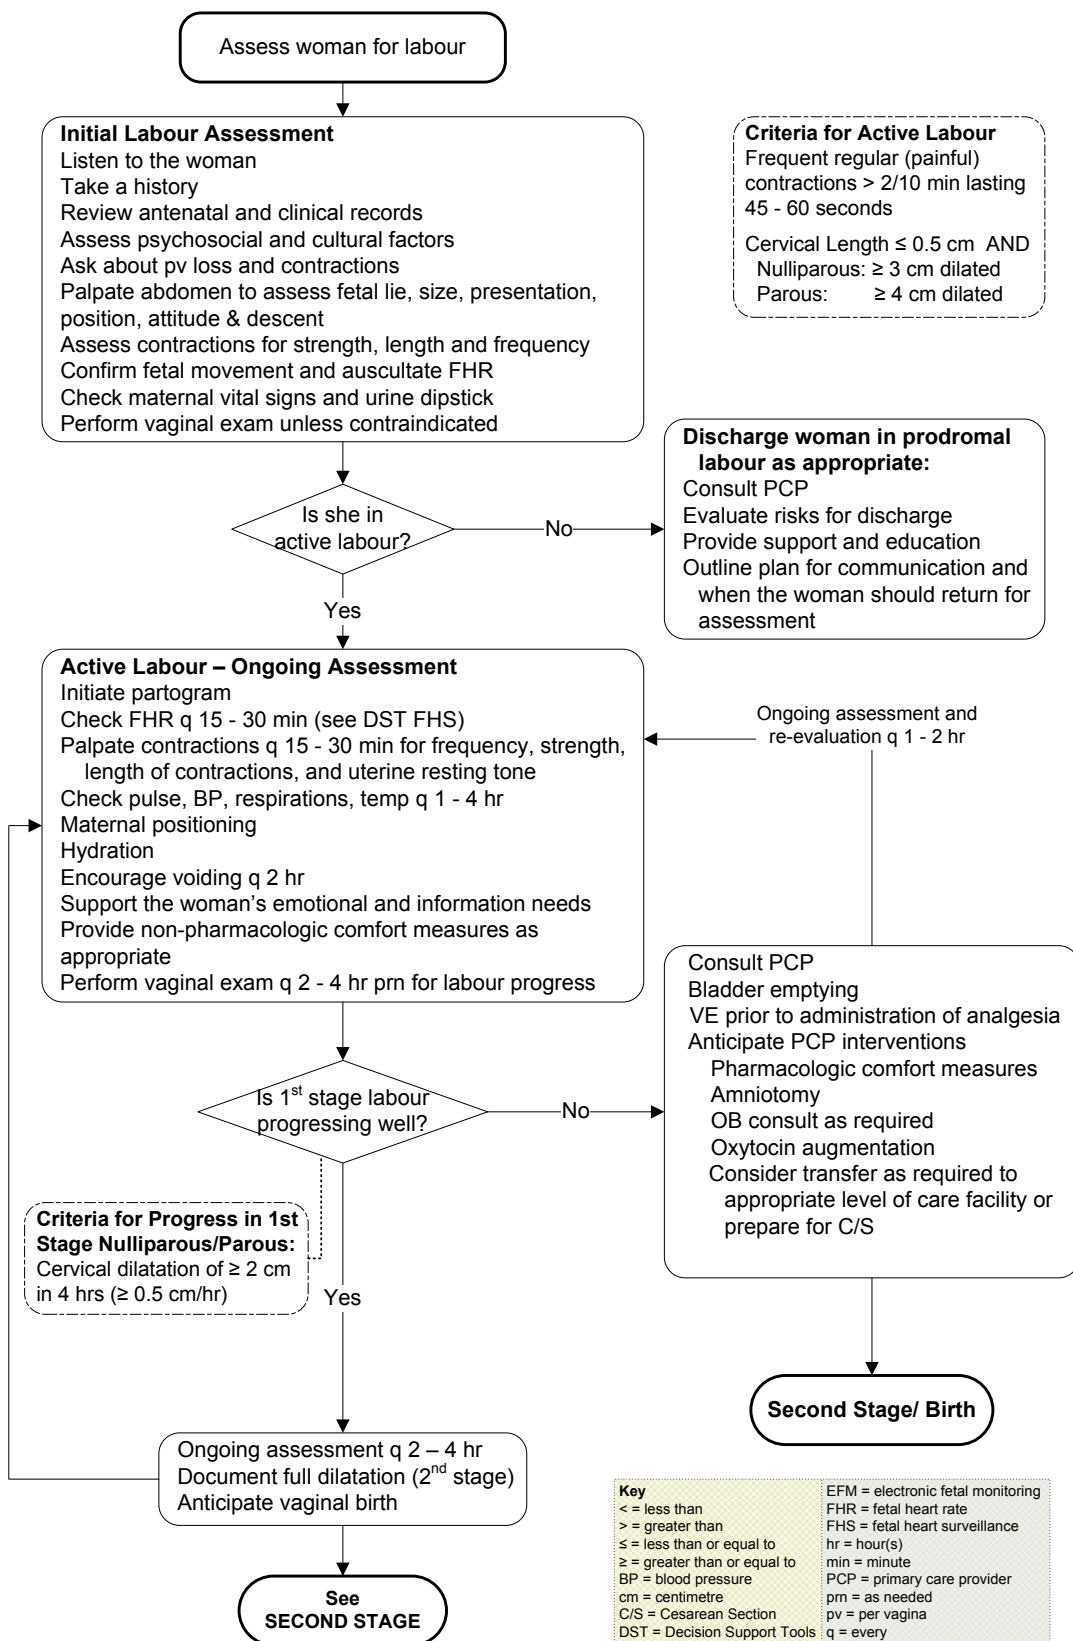 Assess woman for labour
Initial Labour Assessment
Listen to the woman
Take a history
Review antenatal and clinical records
Assess psychosocial and cultural factors
Ask about pv loss and contractions
Palpate abdomen to assess fetal lie, size, presentation,
position, attitude & descent
Assess contractions for strength, length and frequency
Confirm fetal movement and auscultate FHR
Check maternal vital signs and urine dipstick
Perform vaginal exam unless contraindicated
Criteria for Active Labour
Frequent regular (painful)
contractions > 2/10 min lasting
45 - 60 seconds
Cervical Length ≤ 0.5 cm AND
Nulliparous: ≥ 3 cm dilated
Parous: ≥ 4 cm dilated
Is she in
active labour?
No
Yes
Discharge woman in prodromal
labour as appropriate:
Consult PCP
Evaluate risks for discharge
Provide support and education
Outline plan for communication and
when the woman should return for
assessment
Active Labour – Ongoing Assessment
Initiate partogram
Check FHR q 15 - 30 min (see DST FHS)
Palpate contractions q 15 - 30 min for frequency, strength,
length of contractions, and uterine resting tone
Check pulse, BP, respirations, temp q 1 - 4 hr
Maternal positioning
Hydration
Encourage voiding q 2 hr
Support the woman's emotional and information needs
Provide non-pharmacologic comfort measures as
appropriate
Perform vaginal exam q 2 - 4 hr prn for labour progress
Ongoing assessment and
re-evaluation q 1 - 2 hr
Is 1st stage labour
progressing well?
No
Yes
Consult PCP
Bladder emptying
VE prior to administration of analgesia
Anticipate PCP interventions
Pharmacologic comfort measures
Amniotomy
OB consult as required
Oxytocin augmentation
Consider transfer as required to
appropriate level of care facility or
prepare for C/S
Criteria for Progress in 1st
Stage Nulliparous/Parous:
Cervical dilatation of ≥ 2 cm
in 4 hrs (≥ 0.5 cm/hr)
Second Stage/ Birth
Ongoing assessment q 2 – 4 hr
Document full dilatation (2nd stage)
Anticipate vaginal birth
See
SECOND STAGE
Key
< = less than
> = greater than
≤ = less than or equal to
≥ = greater than or equal to
BP = blood pressure
cm = centimetre
C/S = Cesarean Section
DST = Decision Support Tools
EFM = electronic fetal monitoring
FHR = fetal heart rate
FHS = fetal heart surveillance
hr = hour(s)
min = minute
PCP = primary care provider
prn = as needed
pv = per vagina
q = every